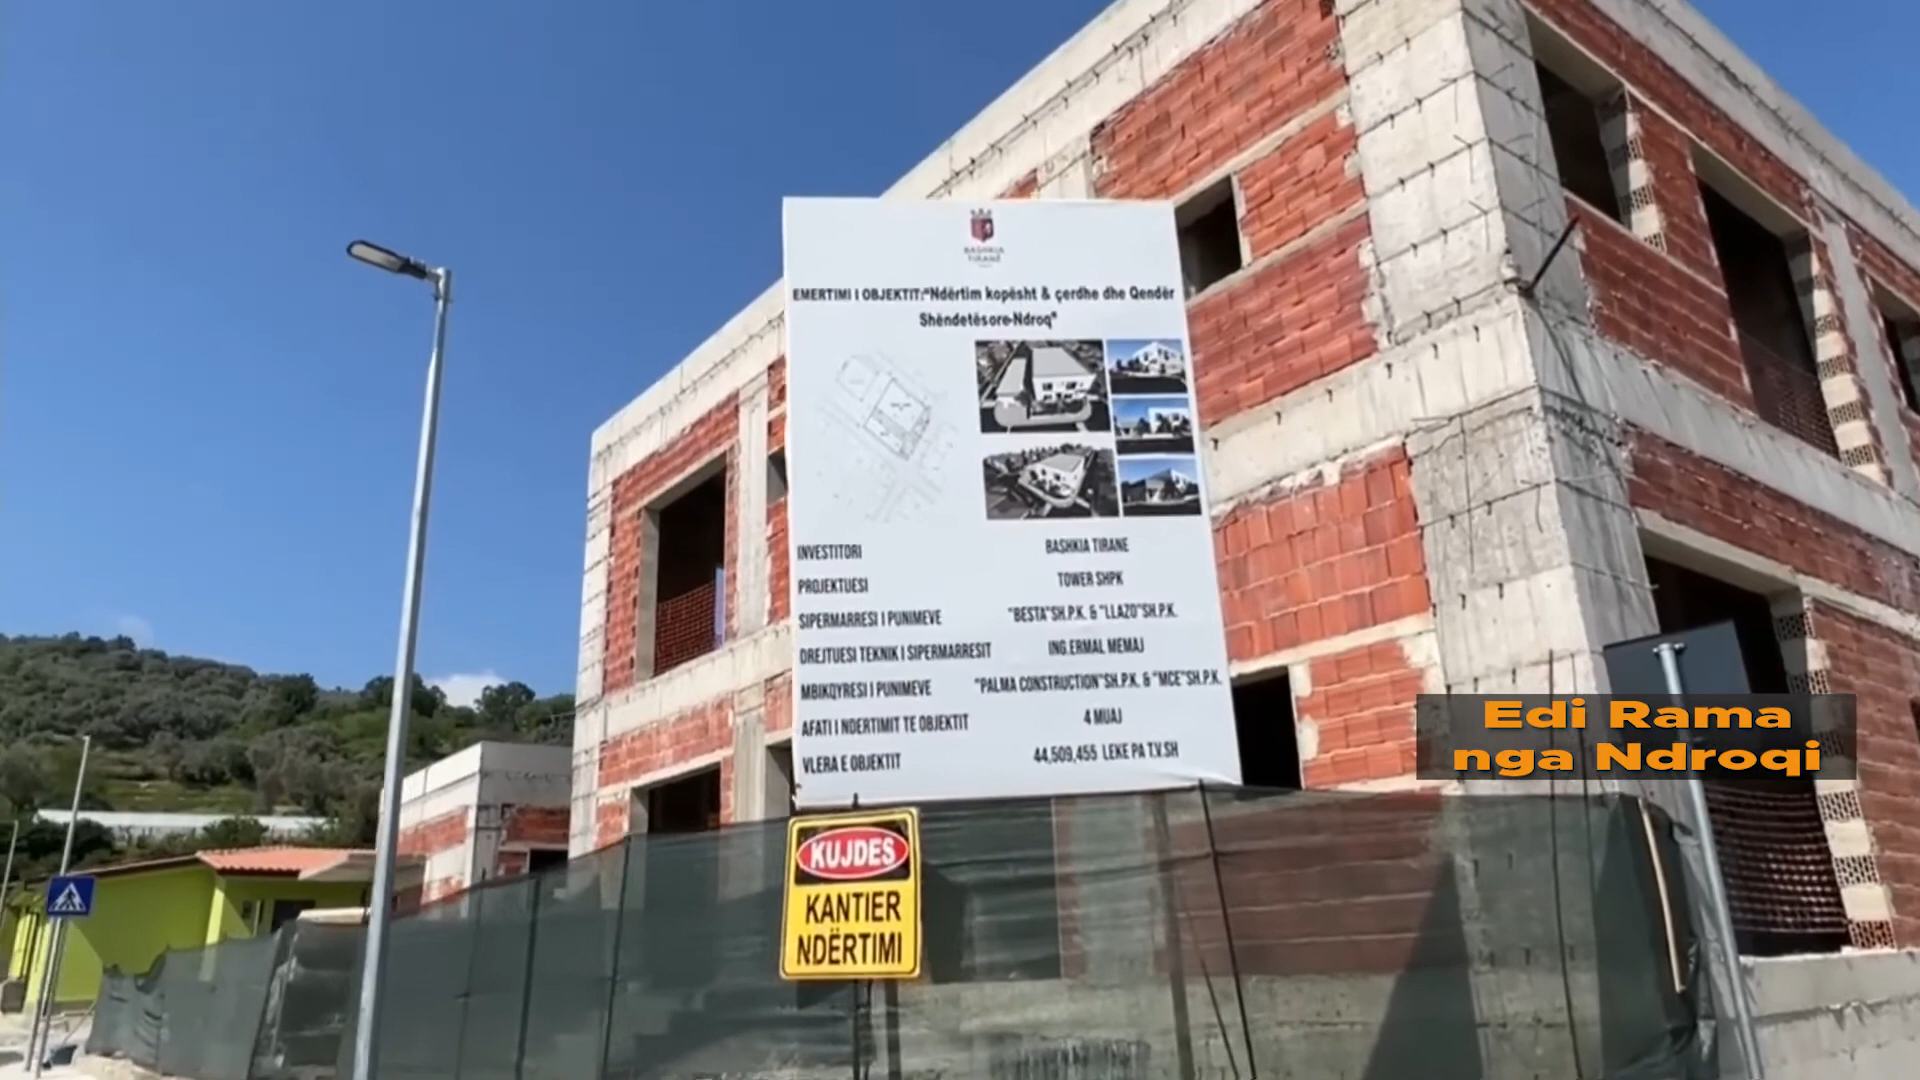 BASHKIA
TIRANË
EMERTIMI I OBJEKTIT:"Ndërtim kopësht & çerdhe dhe Qendër
Shëndetësore-Ndroq"
INVESTITORI BASHKIA TIRANE
PROJEKTUESI TOWER SHPK
SIPERMARRESI I PUNIMEVE "BESTA"SH.P.K. & "LLAZO"SH.P.K.
DREJTUESI TEKNIK I SIPERMARRESIT ING.ERMAL MEMAJ
MBIKQYRESI I PUNIMEVE "PALMA CONSTRUCTION"SH.P.K. & "MCE"SH.P.K.
AFATI I NDERTIMIT TE OBJEKTIT 4 MUAJ
VLERA E OBJEKTIT 44,509,455 LEKE PA T.V.SH
Edi Rama
nga Ndroqi
KUJDES
KANTIER
NDËRTIMI